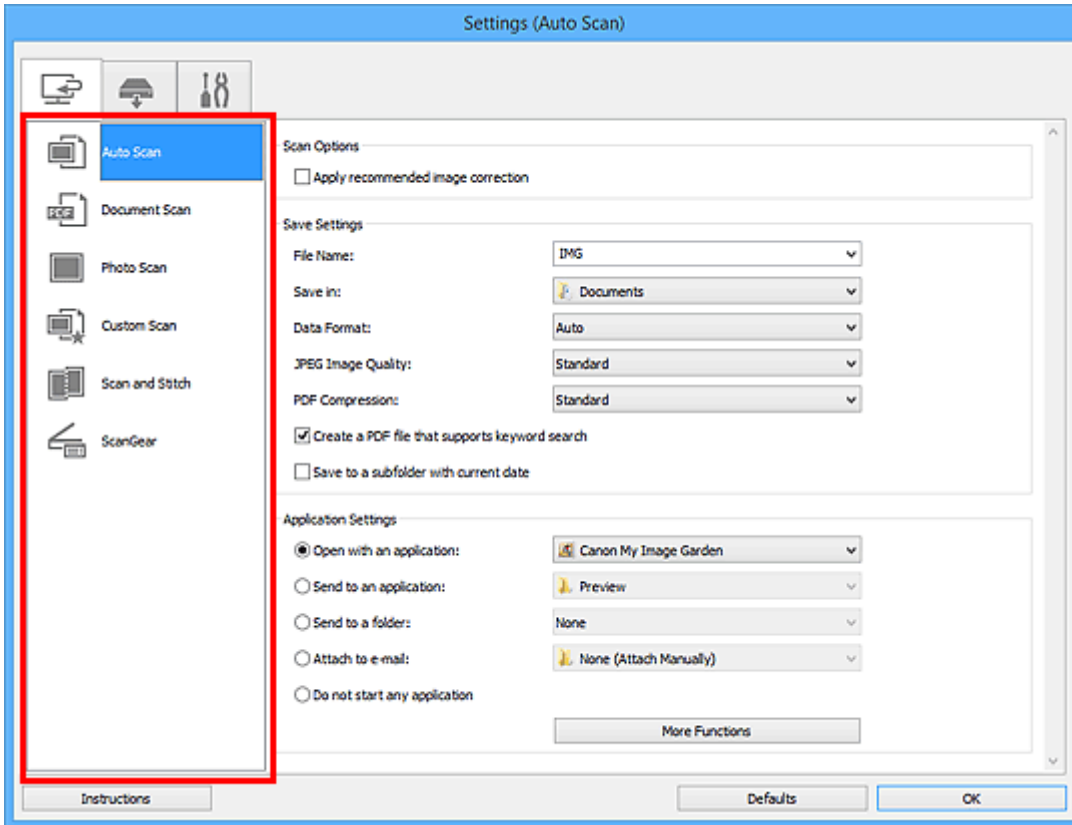 Settings (Auto Scan)
Auto Scan
Document Scan
PDF
Photo Scan
Custom Scan
Scan and Stitch
ScanGear
Scan Options
Apply recommended image correction
Save Settings
File Name: IMG
Save in: Documents
Data Format: Auto
JPEG Image Quality: Standard
PDF Compression: Standard
Create a PDF file that supports keyword search
Save to a subfolder with current date
Application Settings
Open with an application: Canon My Image Garden
Send to an application: Preview
Send to a folder: None
Attach to e-mail: None (Attach Manually)
Do not start any application
More Functions
Instructions
Defaults
OK